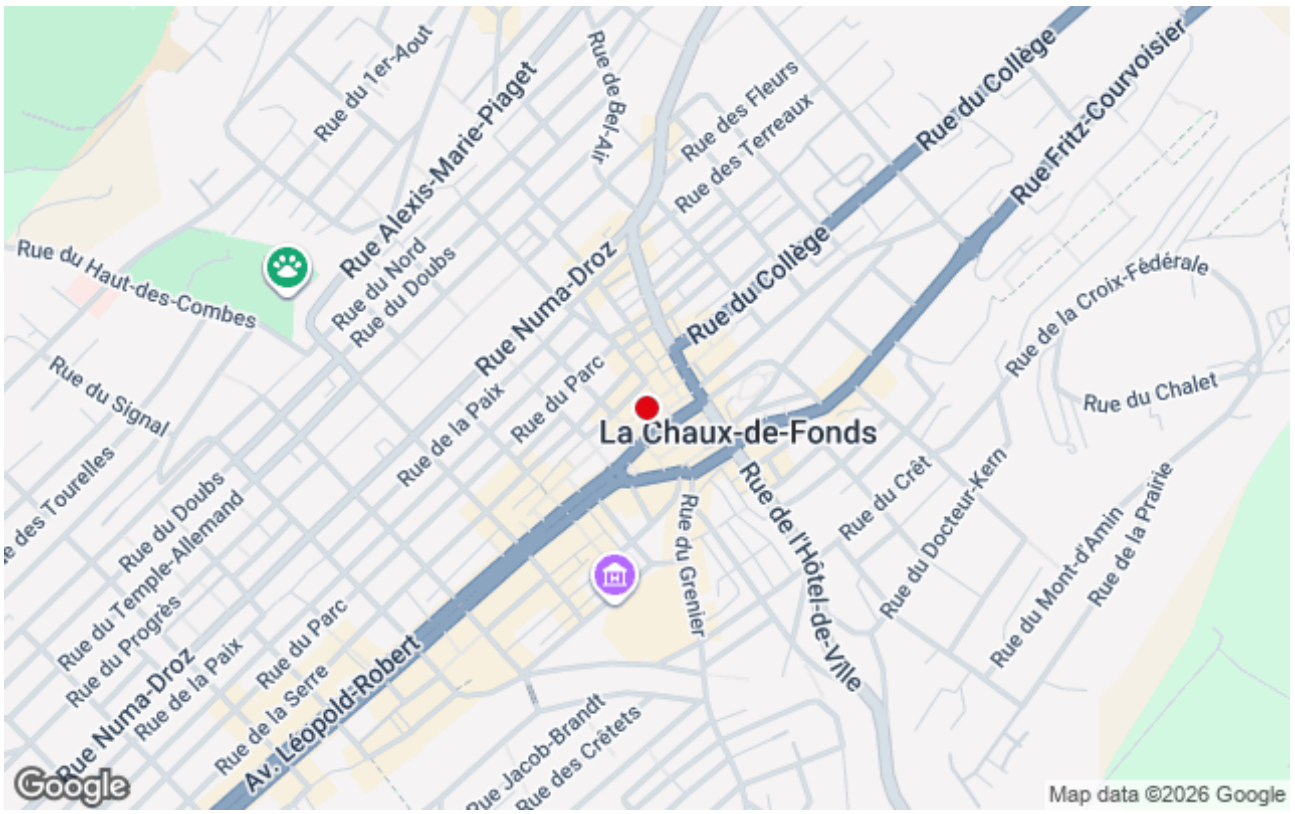 Rue du 1er-Aout
Rue Alexis-Marie-Piaget
Rue de Bel-Air
Rue des Fleurs
Rue des Terreaux
Rue du Collège
Rue Fritz-Courvoisier
Rue du Haut-des-Combes
Rue du Nord
Rue du Doubs
Rue Numa-Droz
Rue du Collège
Rue de la Croix-Fédérale
Rue du Chalet
Rue du Signal
Rue de la Paix
Rue du Parc
La Chaux-de-Fonds
e des Tourelles
Rue du Doubs
Rue du Temple-Allemand
Rue du Progrès
Rue Numa-Droz
Rue de la Paix
Rue du Parc
Rue de la Serre
Av. Léopold-Robert
Rue du Grenier
Rue de l'Hôtel-de-Ville
Rue du Crêt
Rue du Docteur-Kern
Rue du Mont-d'Amin
Rue de la Prairie
Rue Jacob-Brandt
Rue des Crêtets
Google
Map data ©2026 Google